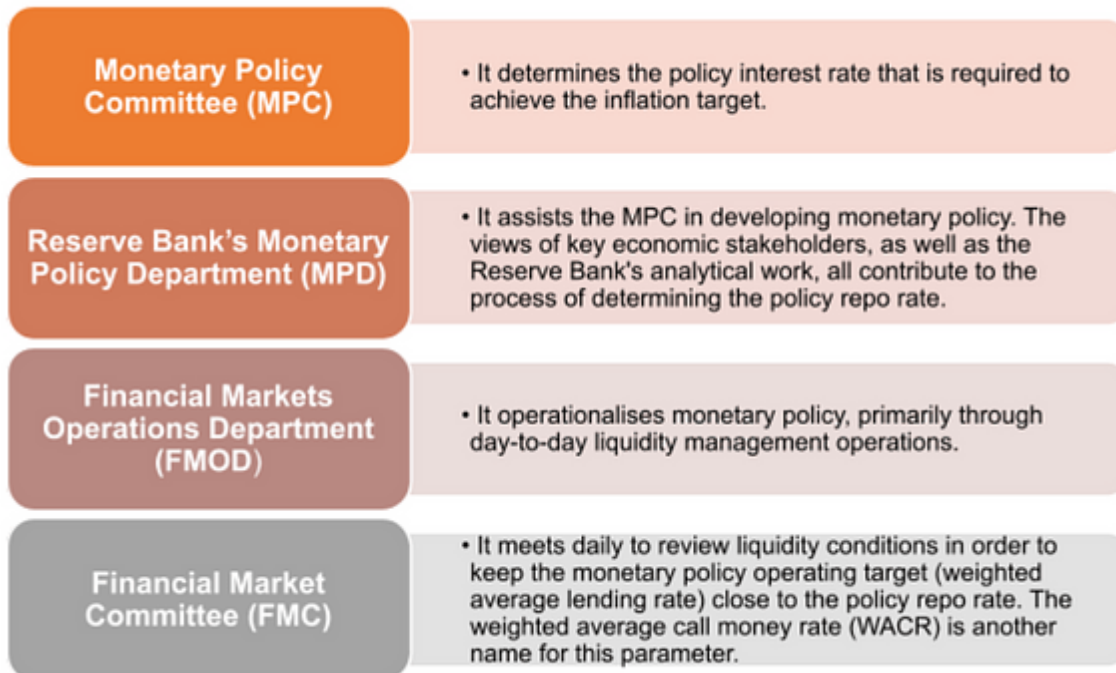 Monetary Policy
Committee (MPC)
• It determines the policy interest rate that is required to
achieve the inflation target.
Reserve Bank’s Monetary
Policy Department (MPD)
• It assists the MPC in developing monetary policy. The
views of key economic stakeholders, as well as the
Reserve Bank's analytical work, all contribute to the
process of determining the policy repo rate.
Financial Markets
Operations Department
(FMOD)
• It operationalises monetary policy, primarily through
day-to-day liquidity management operations.
Financial Market
Committee (FMC)
• It meets daily to review liquidity conditions in order to
keep the monetary policy operating target (weighted
average lending rate) close to the policy repo rate. The
weighted average call money rate (WACR) is another
name for this parameter.